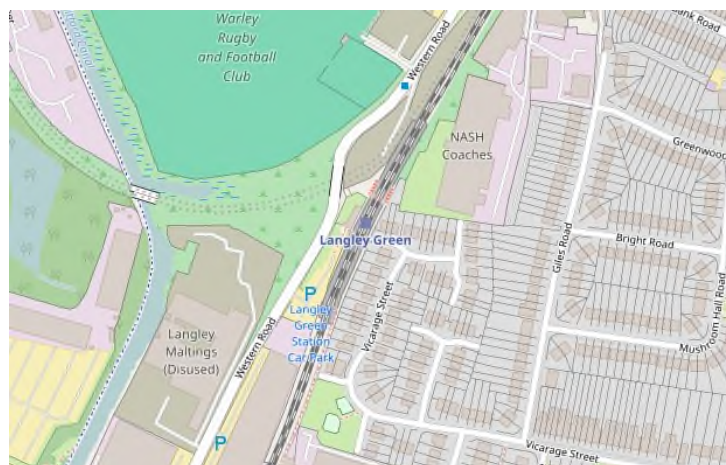 Warley
Rugby
and Football
Club
Western Road
NASH
Coaches
Greenwood
Langley Green
Giles Road
Bright Road
P
Langley
Green
Station
Car Park
Vicarage Street
Mushroom Hall Road
Langley
Maltings
(Disused)
Western Road
P
Vicarage Street